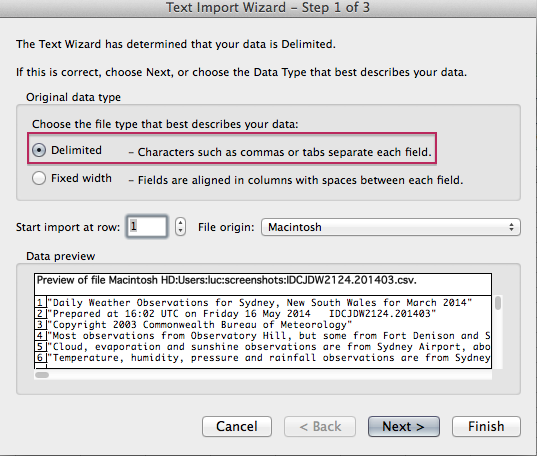 Text Import Wizard – Step 1 of 3
The Text Wizard has determined that your data is Delimited.
If this is correct, choose Next, or choose the Data Type that best describes your data.
Original data type
Choose the file type that best describes your data:
Delimited – Characters such as commas or tabs separate each field.
Fixed width – Fields are aligned in columns with spaces between each field.
Start import at row: 1 File origin: Macintosh
Data preview
Preview of file Macintosh HD:Users:luc:screenshots:IDCJDW2124.201403.csv.
1 "Daily Weather Observations for Sydney, New South Wales for March 2014"
2 "Prepared at 16:02 UTC on Friday 16 May 2014 IDCJDW2124.201403"
3 "Copyright 2003 Commonwealth Bureau of Meteorology"
4 "Most observations from Observatory Hill, but some from Fort Denison and S
5 "Cloud, evaporation and sunshine observations are from Sydney Airport, abo
6 "Temperature, humidity, pressure and rainfall observations are from Sydney
Cancel < Back Next > Finish